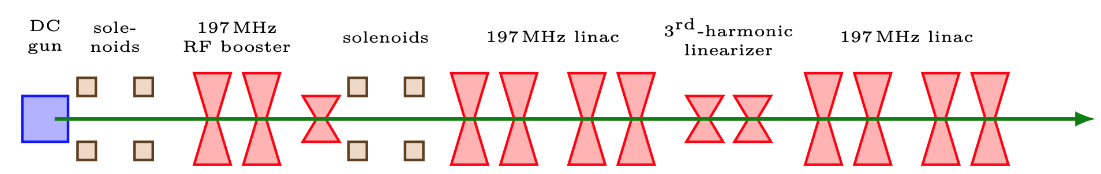 DC
gun
sole-
noids
197 MHz
RF booster
solenoids
197 MHz linac
3rd-harmonic
linearizer
197 MHz linac